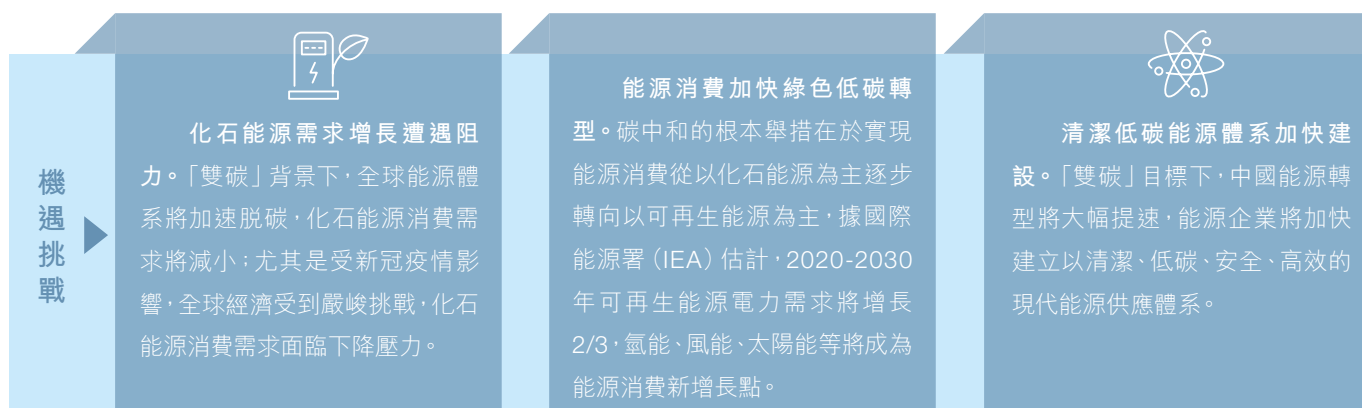 機遇挑戰
化石能源需求增長遭遇阻
力。「雙碳」背景下，全球能源體
系將加速脱碳，化石能源消費需
求將減小；尤其是受新冠疫情影
響，全球經濟受到嚴峻挑戰，化石
能源消費需求面臨下降壓力。
能源消費加快綠色低碳轉
型。碳中和的根本舉措在於實現
能源消費從以化石能源為主逐步
轉向以可再生能源為主，據國際
能源署（IEA）估計，2020-2030
年可再生能源電力需求將增長
2/3，氫能、風能、太陽能等將成為
能源消費新增長點。
清潔低碳能源體系加快建
設。「雙碳」目標下，中國能源轉
型將大幅提速，能源企業將加快
建立以清潔、低碳、安全、高效的
現代能源供應體系。